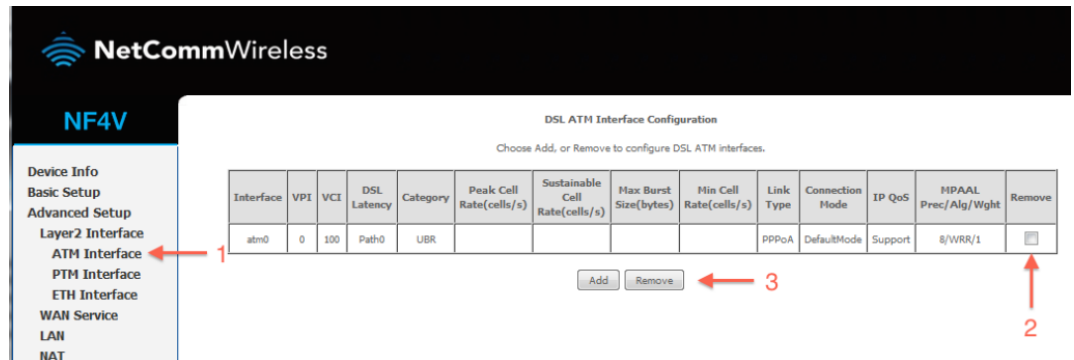 NetCommWireless
NF4V
Device Info
Basic Setup
Advanced Setup
Layer2 Interface
ATM Interface
PTM Interface
ETH Interface
WAN Service
LAN
NAT
1
DSL ATM Interface Configuration
Choose Add, or Remove to configure DSL ATM interfaces.
Interface VPI VCI DSL Latency Category Peak Cell Rate(cells/s) Sustainable Cell Rate(cells/s) Max Burst Size(bytes) Min Cell Rate(cells/s) Link Type Connection Mode IP QoS MPAAL Prec/Alg/Wght Remove
atm0 0 100 Path0 UBR PPPoA DefaultMode Support 8/WRR/1
Add Remove 3
2